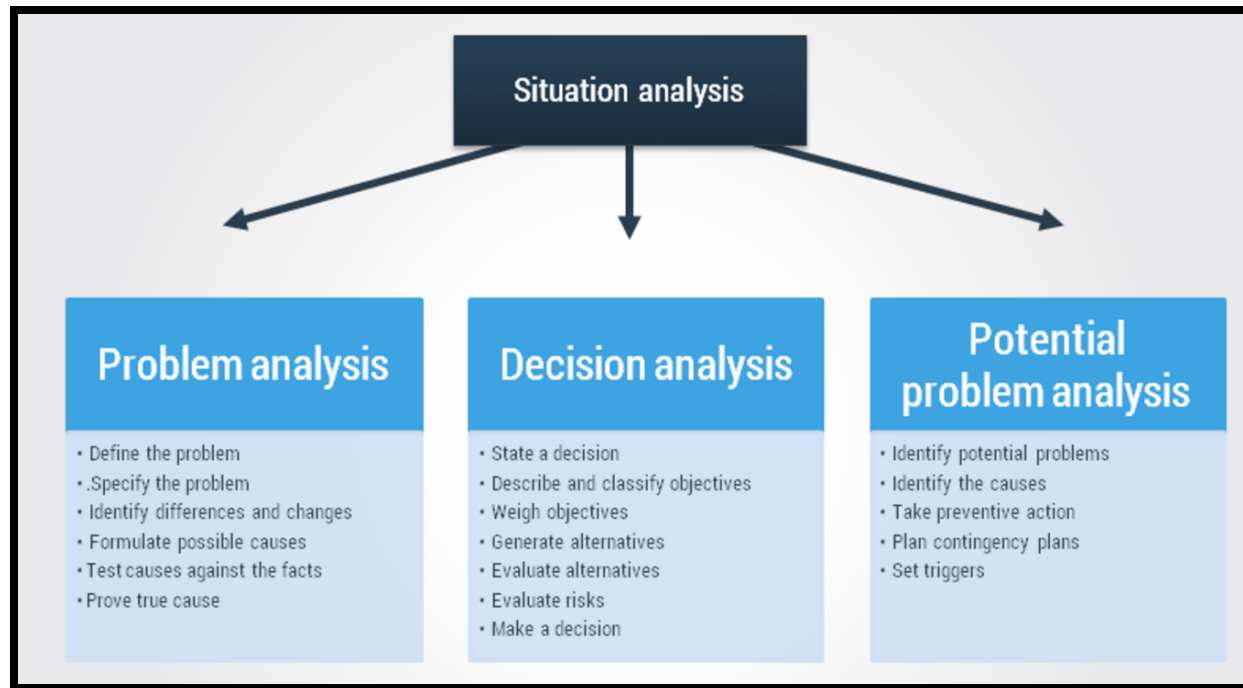 Situation analysis
Problem analysis
• Define the problem
• .Specify the problem
• Identify differences and changes
• Formulate possible causes
• Test causes against the facts
• Prove true cause
Decision analysis
• State a decision
• Describe and classify objectives
• Weigh objectives
• Generate alternatives
• Evaluate alternatives
• Evaluate risks
• Make a decision
Potential
problem analysis
• Identify potential problems
• Identify the causes
• Take preventive action
• Plan contingency plans
• Set triggers